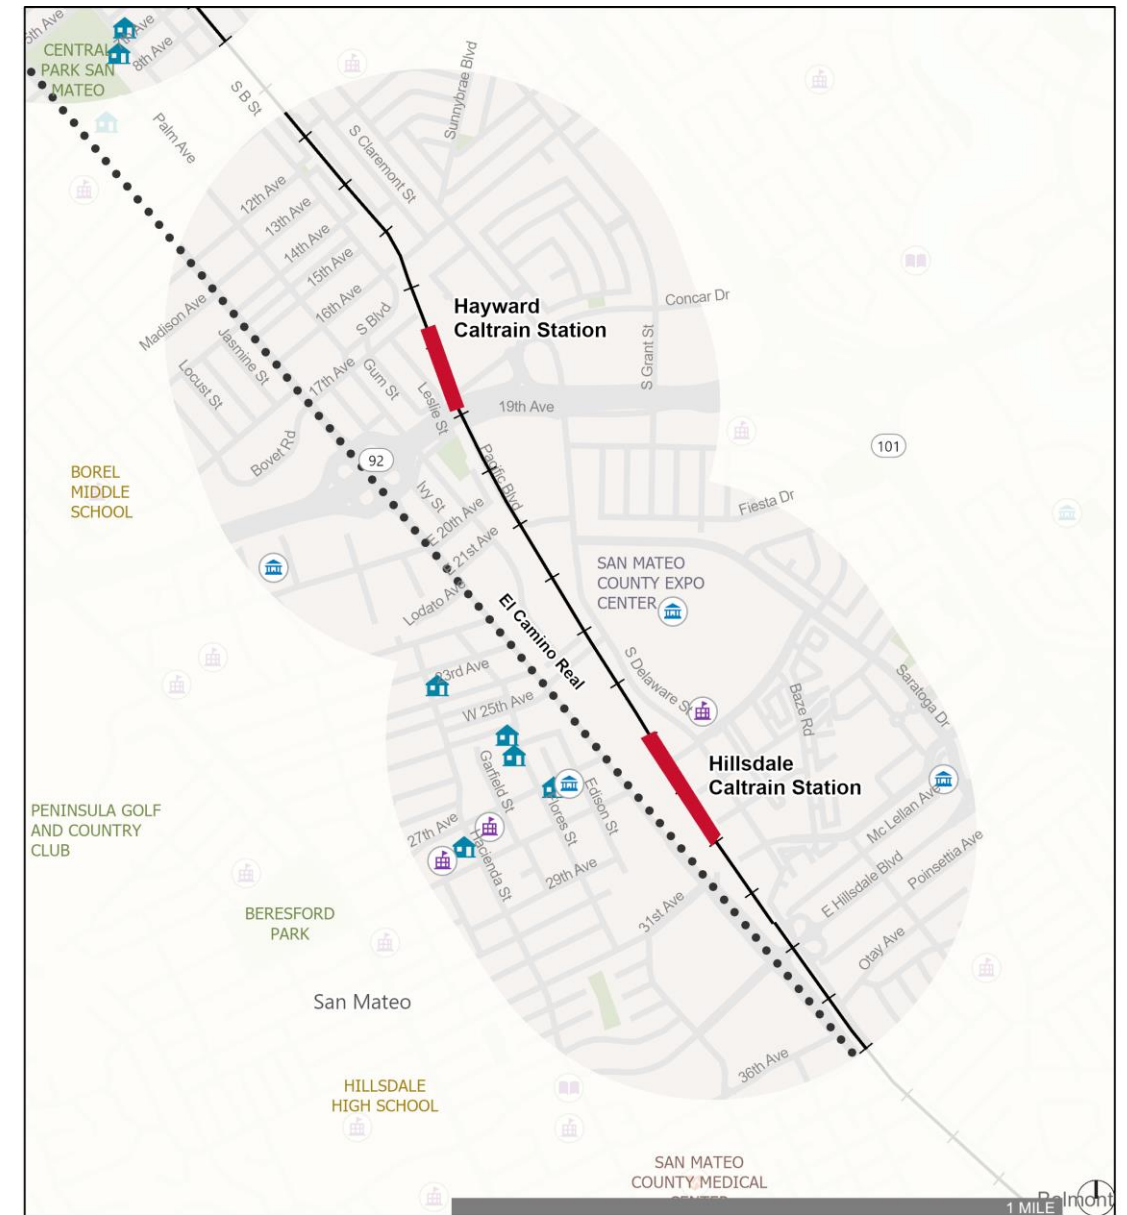 5th Ave
7th Ave
8th Ave
CENTRAL
PARK SAN
MATEO
S B St
Palm Ave
Sunnybrae Blvd
S Claremont St
12th Ave
13th Ave
14th Ave
15th Ave
16th Ave
S Blvd
Madison Ave
Jasmine St
Locust St
17th Ave
Gum St
Leslie St
Bovet Rd
Hayward
Caltrain Station
Concar Dr
S Grant St
19th Ave
92
101
Pacific Blvd
Ivy St
E 20th Ave
21st Ave
Lodato Ave
Fiesta Dr
BOREL
MIDDLE
SCHOOL
SAN MATEO
COUNTY EXPO
CENTER
El Camino Real
23rd Ave
W 25th Ave
S Delaware St
Baze Rd
Saratoga Dr
Hillsdale
Caltrain Station
Garfield St
Edison St
Flores St
27th Ave
Hacienda St
29th Ave
31st Ave
Mc Lellan Ave
E Hillsdale Blvd
Poinsettia Ave
Otay Ave
PENINSULA GOLF
AND COUNTRY
CLUB
BERESFORD
PARK
San Mateo
36th Ave
HILLSDALE
HIGH SCHOOL
SAN MATEO
COUNTY MEDICAL
CENTER
1 MILE
Belmont